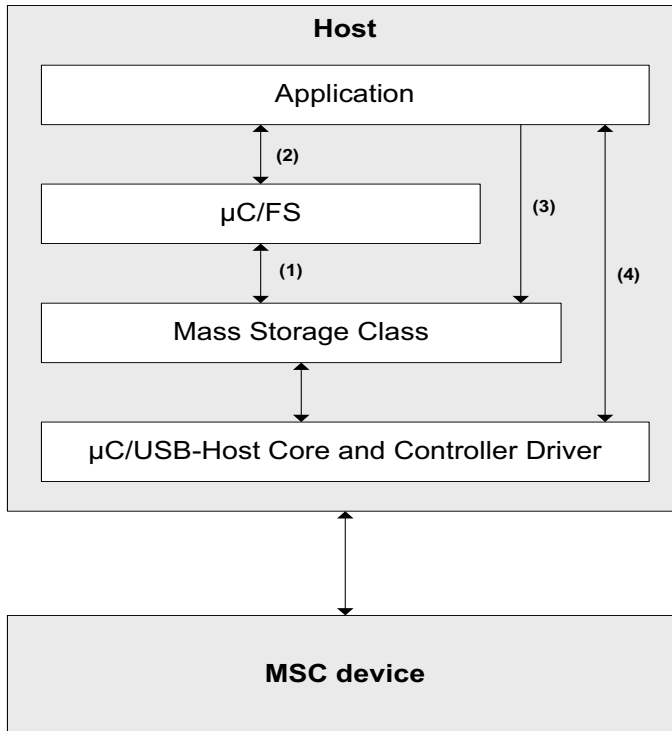 Host
Application
(2)
µC/FS
(3)
(1)
(4)
Mass Storage Class
µC/USB-Host Core and Controller Driver
MSC device